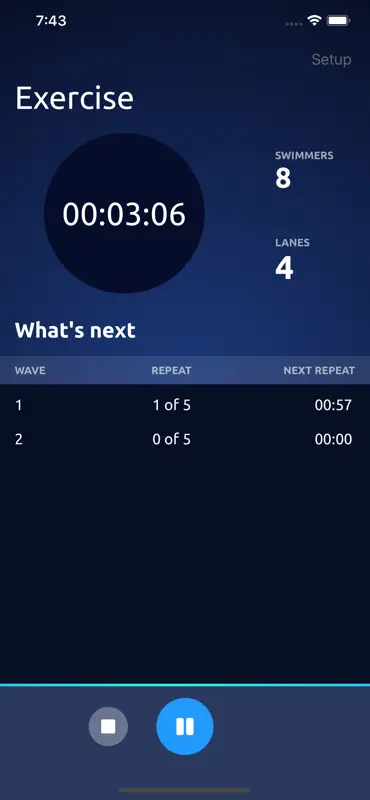 7:43
Setup
Exercise
00:03:06
SWIMMERS
8
LANES
4
What's next
WAVE REPEAT NEXT REPEAT
1 1 of 5 00:57
2 0 of 5 00:00